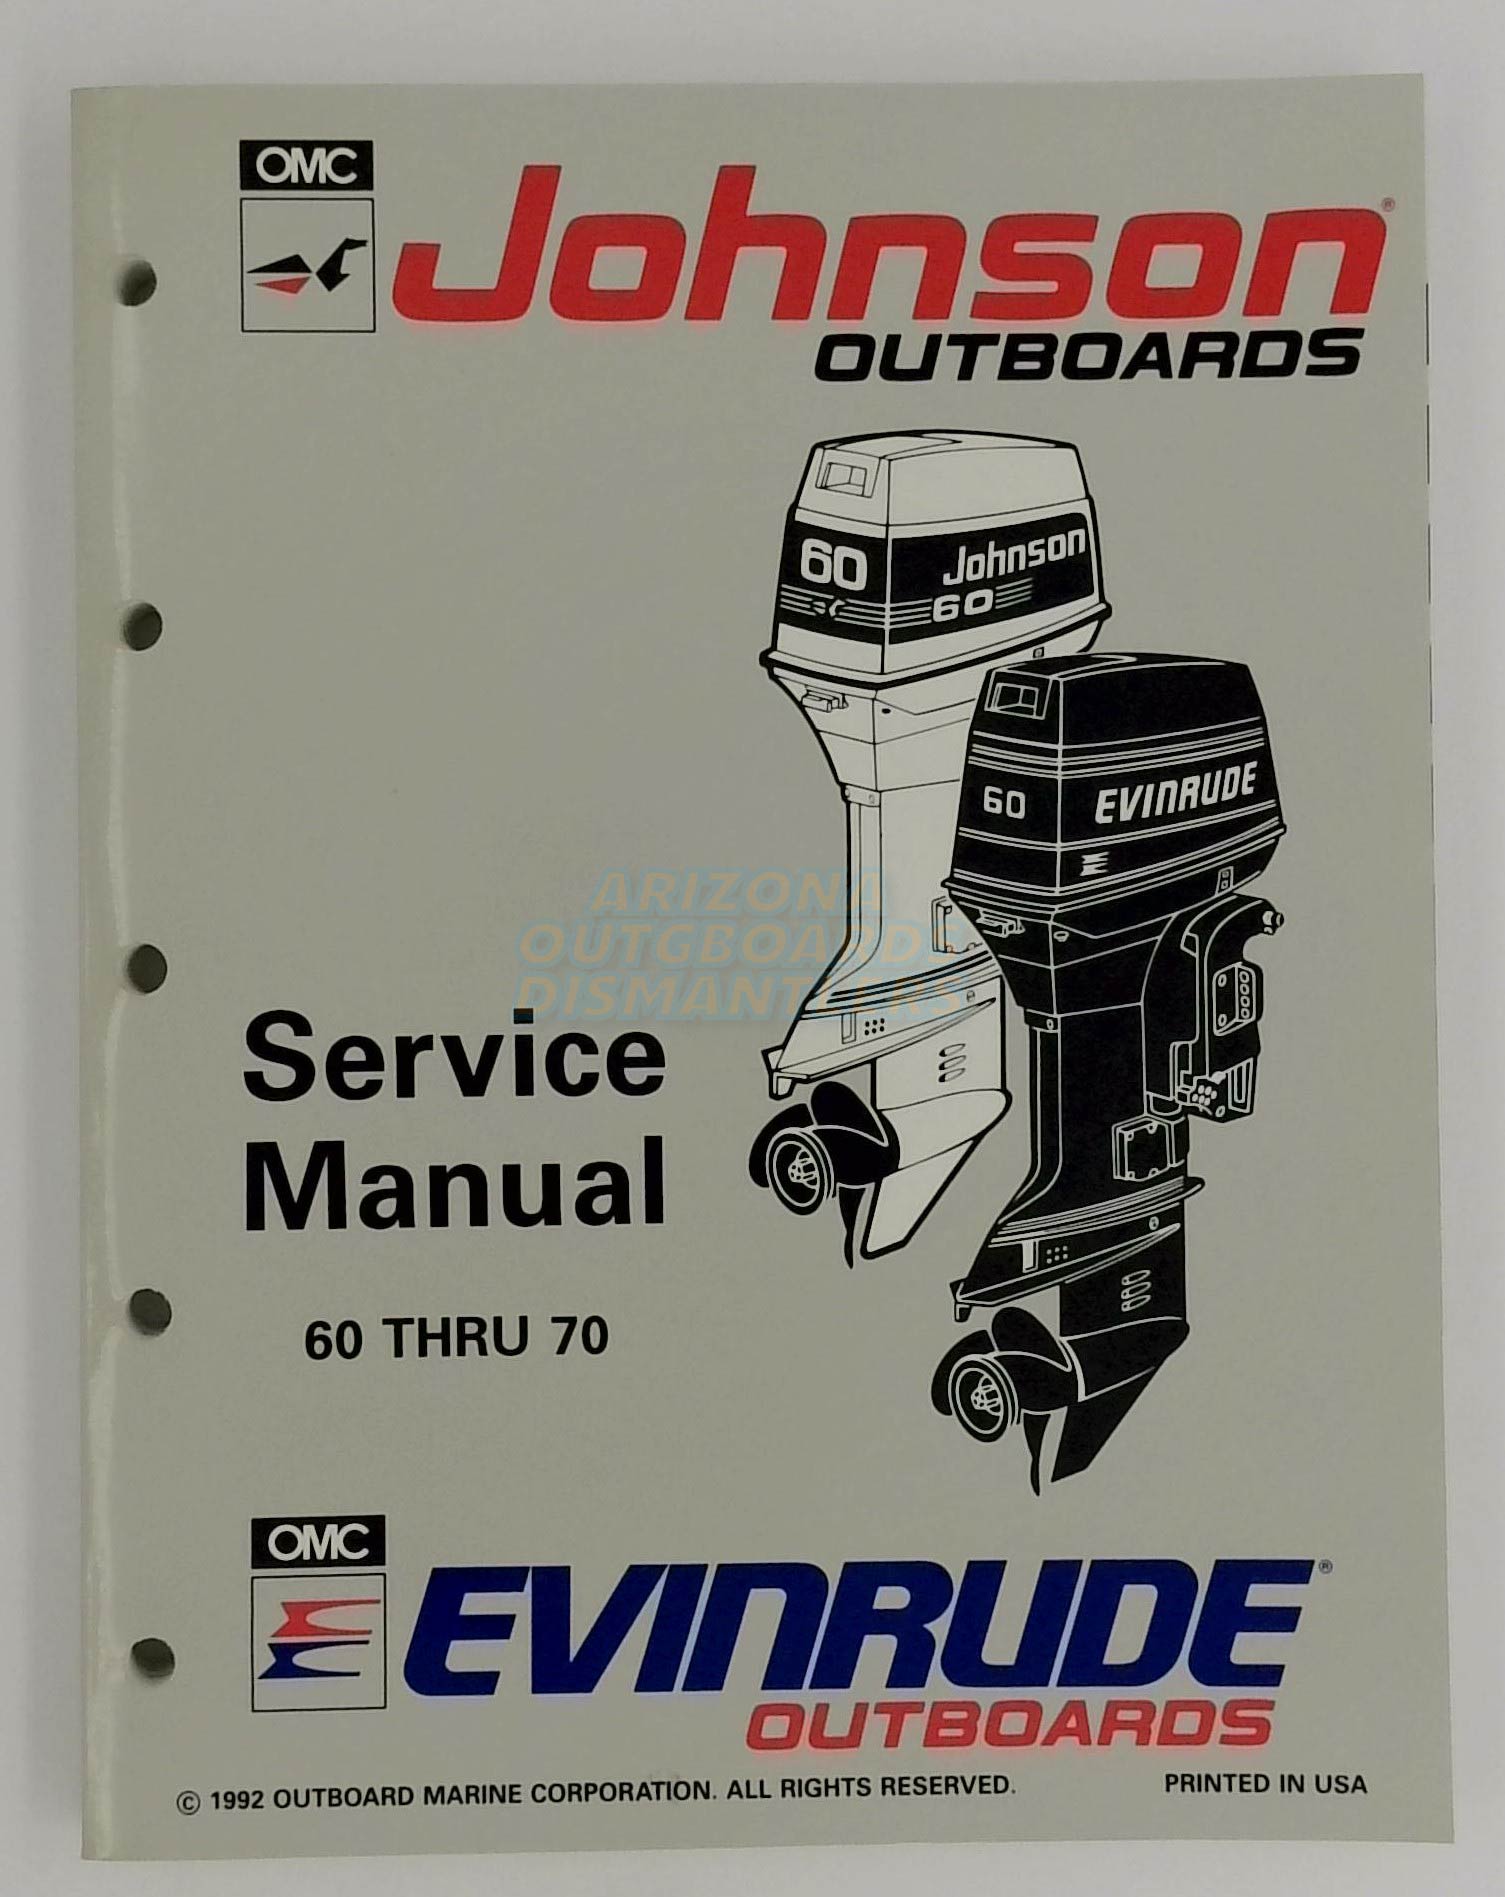 OMC
Johnson®
OUTBOARDS
60
Johnson
60
60
EVINRUDE
ARIZONA
OUTGBOARDS
DISMANTLERS
Service
Manual
60 THRU 70
OMC
EVINRUDE®
OUTBOARDS
© 1992 OUTBOARD MARINE CORPORATION. ALL RIGHTS RESERVED.
PRINTED IN USA